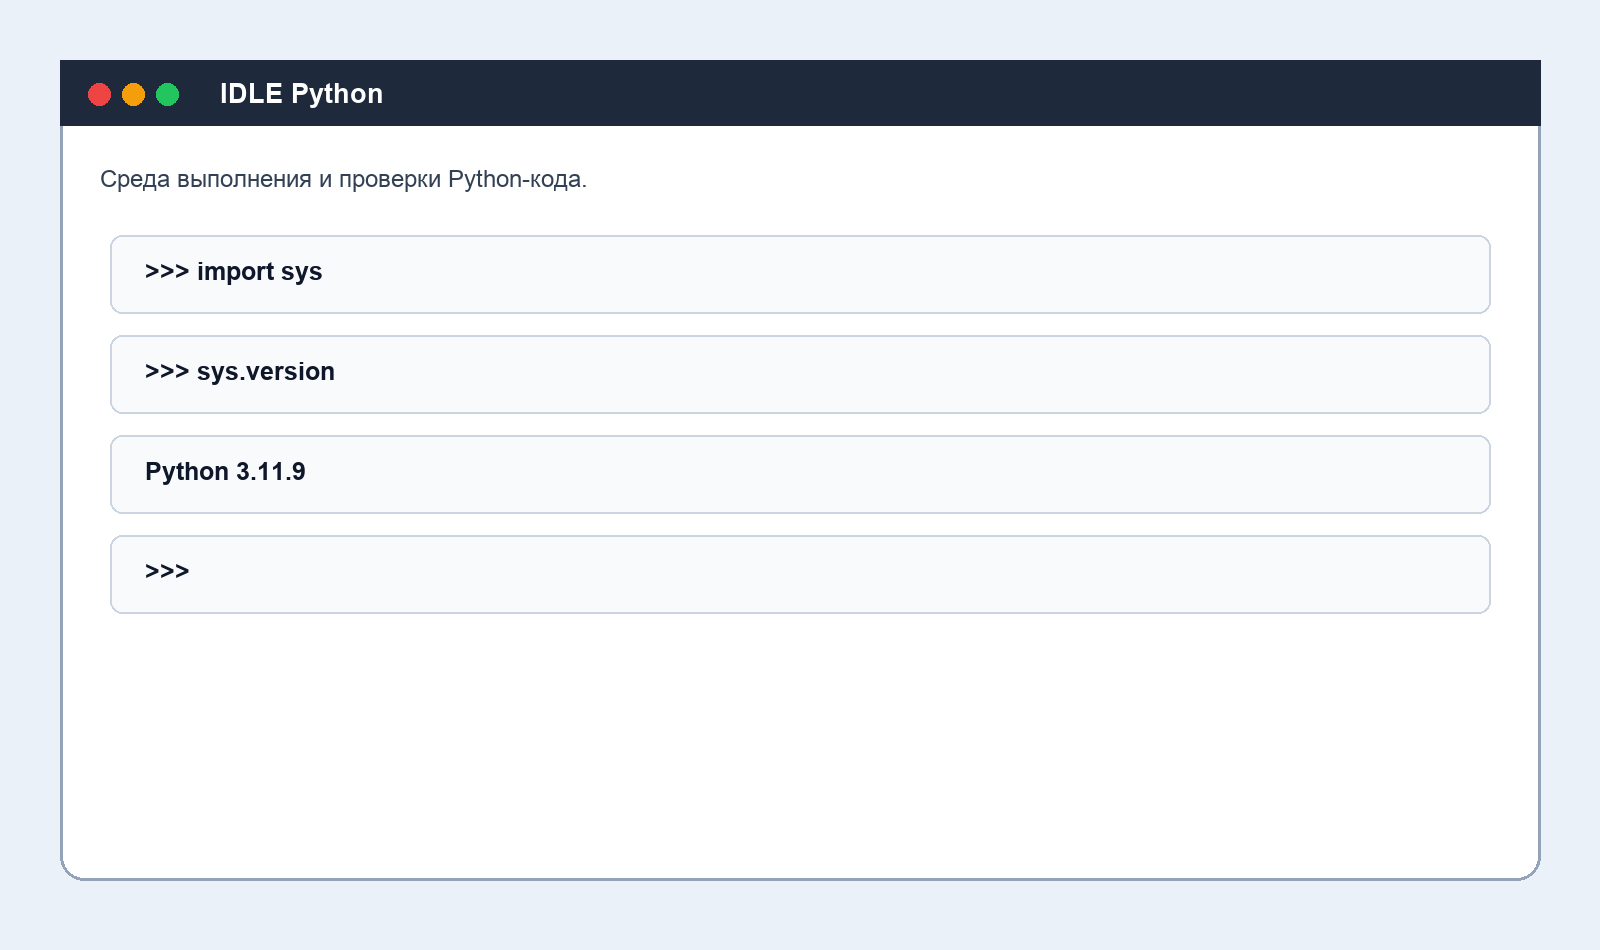 IDLE Python
Среда выполнения и проверки Python-кода.
>>> import sys
>>> sys.version
Python 3.11.9
>>>